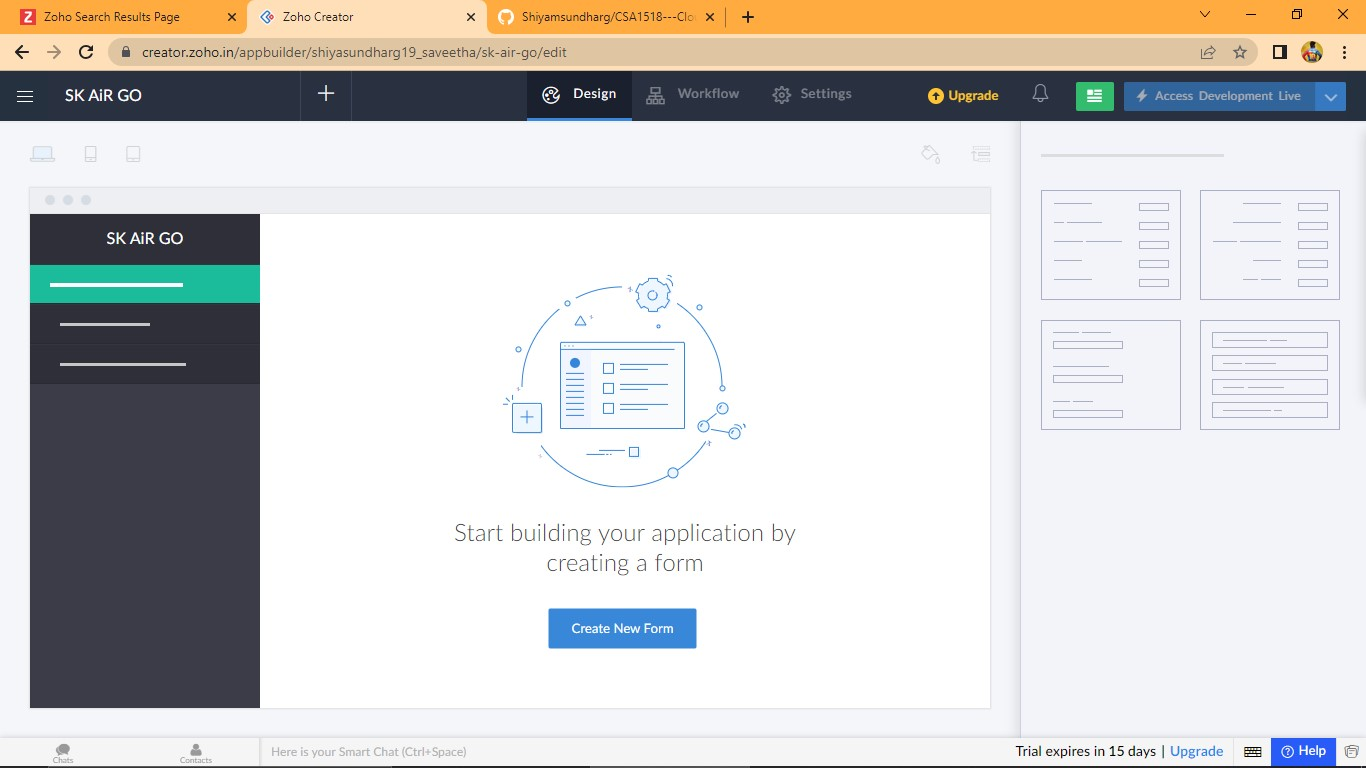 Zoho Search Results Page
Zoho Creator
Shiyamsundharg/CSA1518---Clo
creator.zoho.in/appbuilder/shiyasundharg19_saveetha/sk-air-go/edit
SK AiR GO
Design
Workflow
Settings
Upgrade
Access Development Live
SK AiR GO
Start building your application by
creating a form
Create New Form
Chats
Contacts
Here is your Smart Chat (Ctrl+Space)
Trial expires in 15 days | Upgrade
Help